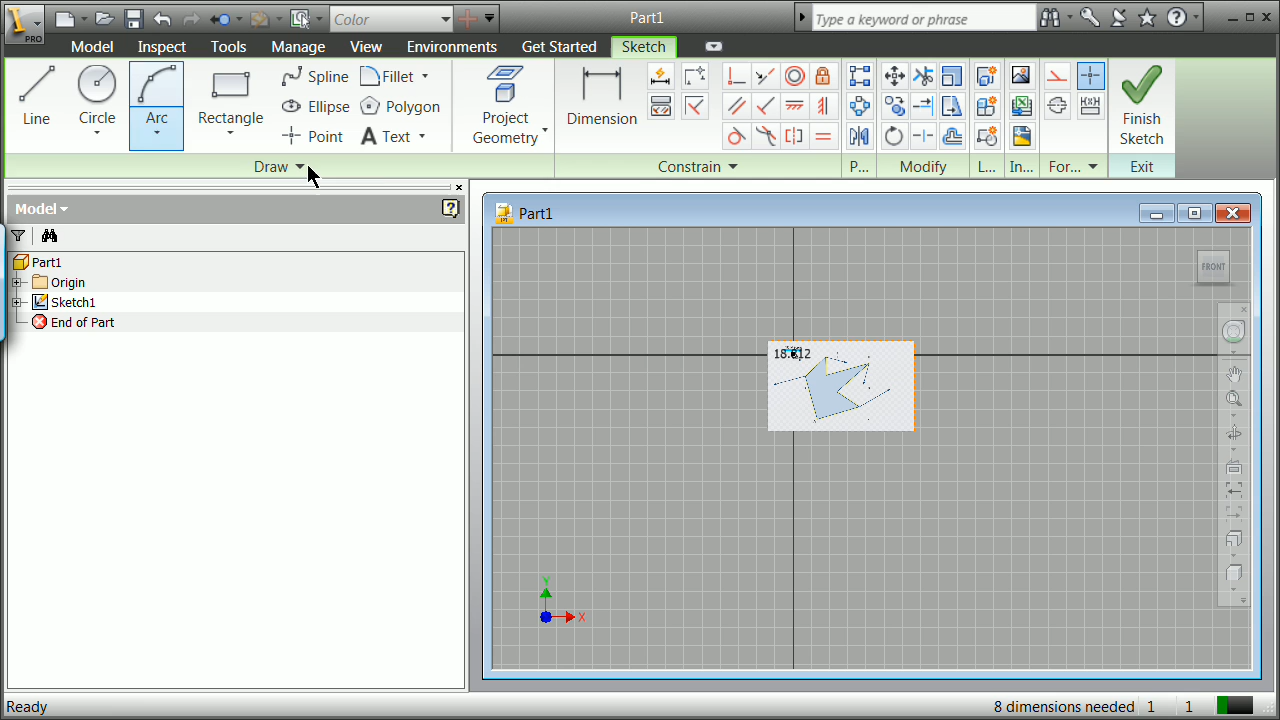 PRO
Color
Part1
Type a keyword or phrase
Model Inspect Tools Manage View Environments Get Started Sketch
Line
Circle
Arc
Rectangle
Spline
Fillet
Ellipse
Polygon
Point
Text
Project
Geometry
Dimension
Finish
Sketch
Draw
Constrain
P...
Modify
L...
In...
For...
Exit
Model
Part1
Origin
Sketch1
End of Part
Part1
FRONT
Y
X
Ready
8 dimensions needed 1 1